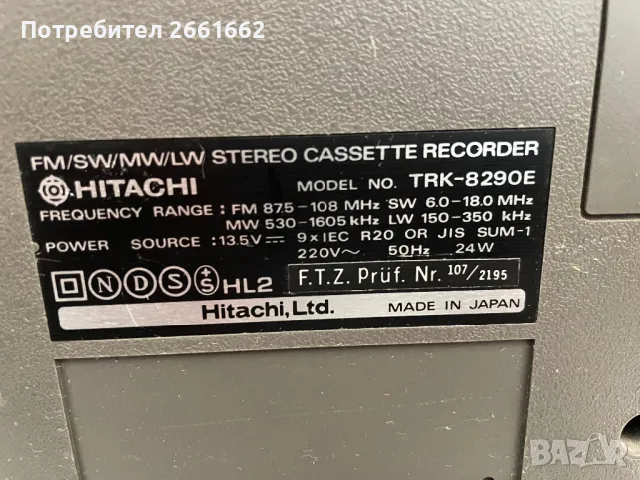 Потребител 2661662
FM/SW/MW/LW STEREO CASSETTE RECORDER
HITACHI MODEL NO. TRK-8290E
FREQUENCY RANGE : FM 87.5-108 MHz SW 6.0-18.0 MHz
MW 530-1605 kHz LW 150-350 kHz
POWER SOURCE : 13.5V 9 x IEC R20 OR JIS SUM-1
220V~ 50Hz 24W
N D S S HL2 F.T.Z. Prüf. Nr. 107/2195
Hitachi, Ltd. MADE IN JAPAN
BAZAR